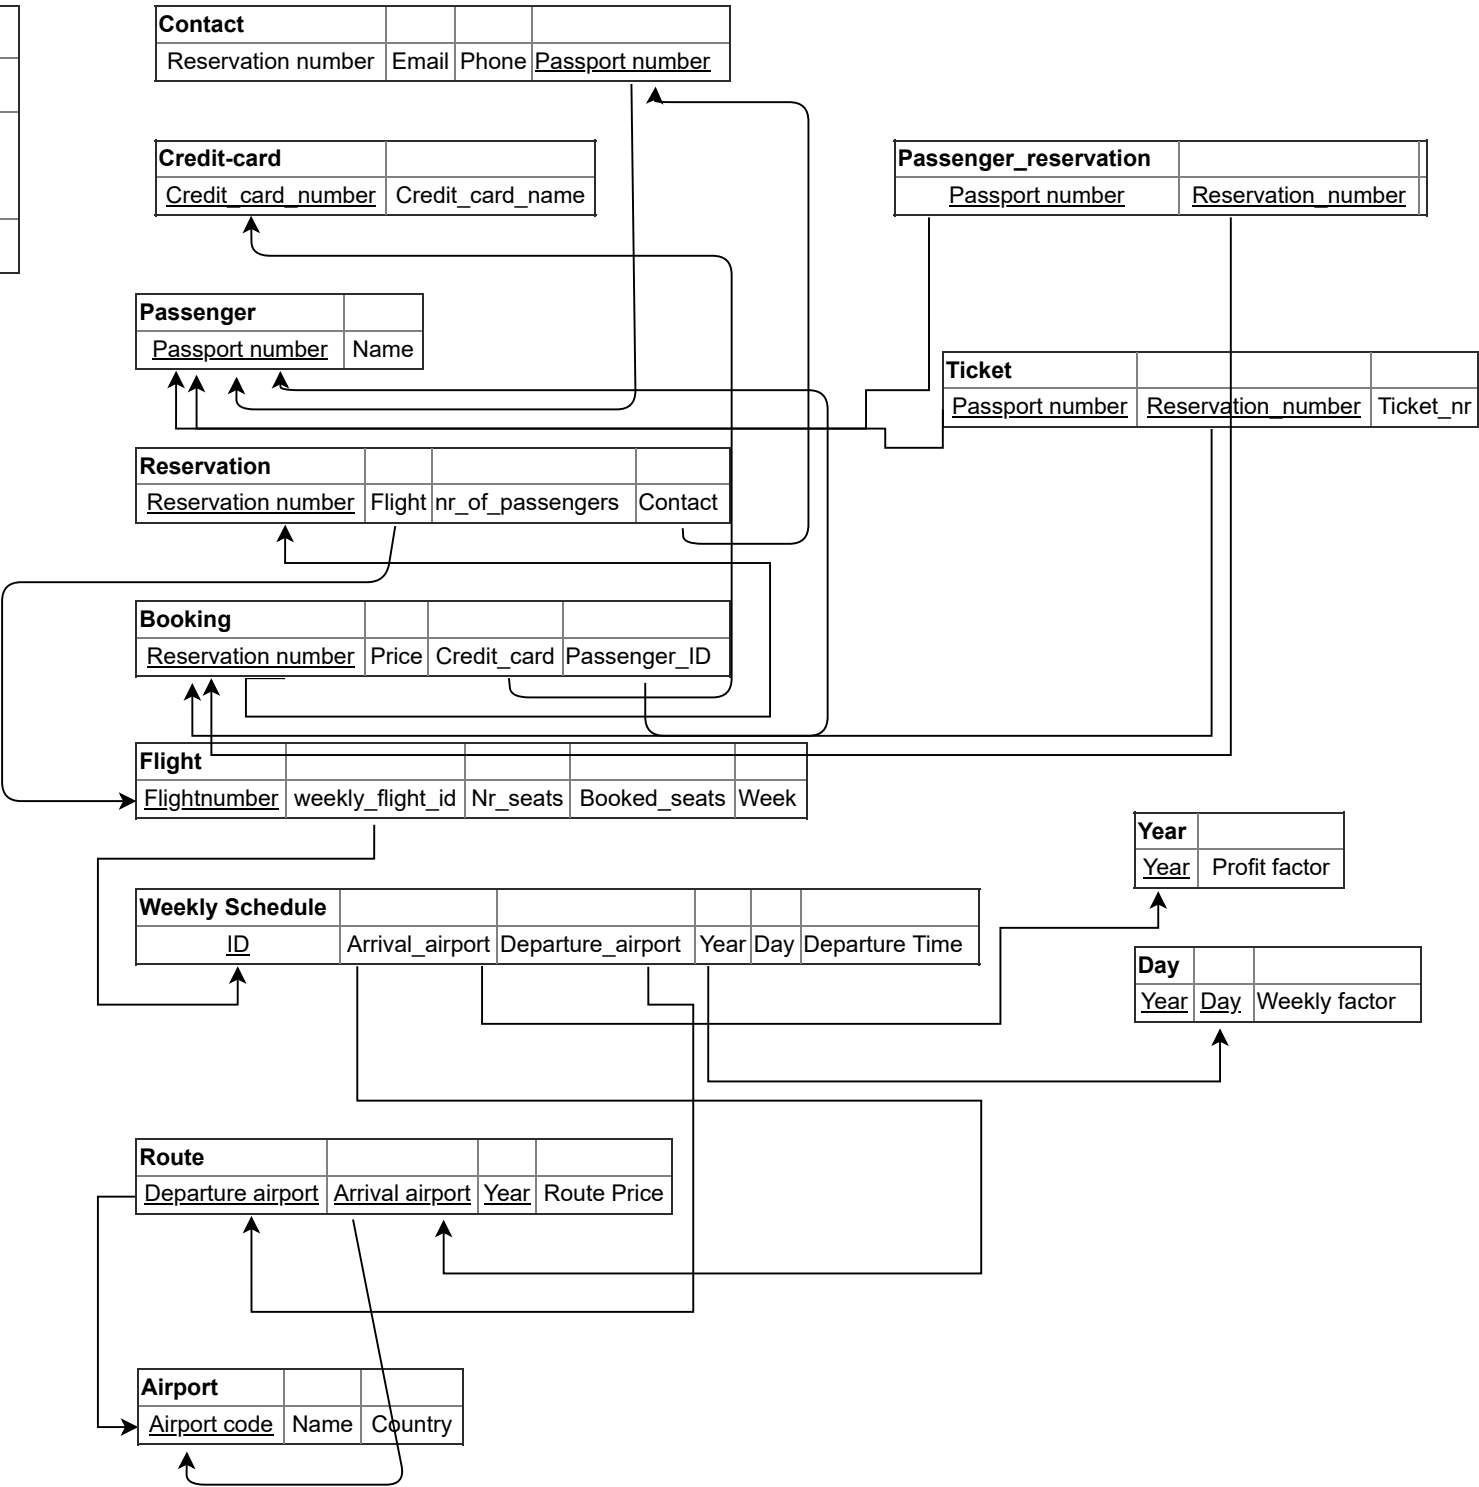 Contact
Reservation number Email Phone Passport number
Credit-card
Credit_card_number Credit_card_name
Passenger_reservation
Passport number Reservation_number
Passenger
Passport number Name
Ticket
Passport number Reservation_number Ticket_nr
Reservation
Reservation number Flight nr_of_passengers Contact
Booking
Reservation number Price Credit_card Passenger_ID
Flight
Flightnumber weekly_flight_id Nr_seats Booked_seats Week
Year
Year Profit factor
Weekly Schedule
ID Arrival_airport Departure_airport Year Day Departure Time
Day
Year Day Weekly factor
Route
Departure airport Arrival airport Year Route Price
Airport
Airport code Name Country